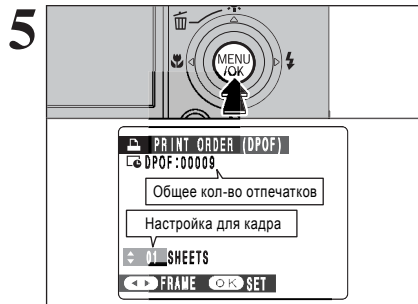 5
MENU
/OK
PRINT ORDER (DPOF)
DPOF:00009
Общее кол-во отпечатков
Настройка для кадра
01 SHEETS
FRAME OK SET